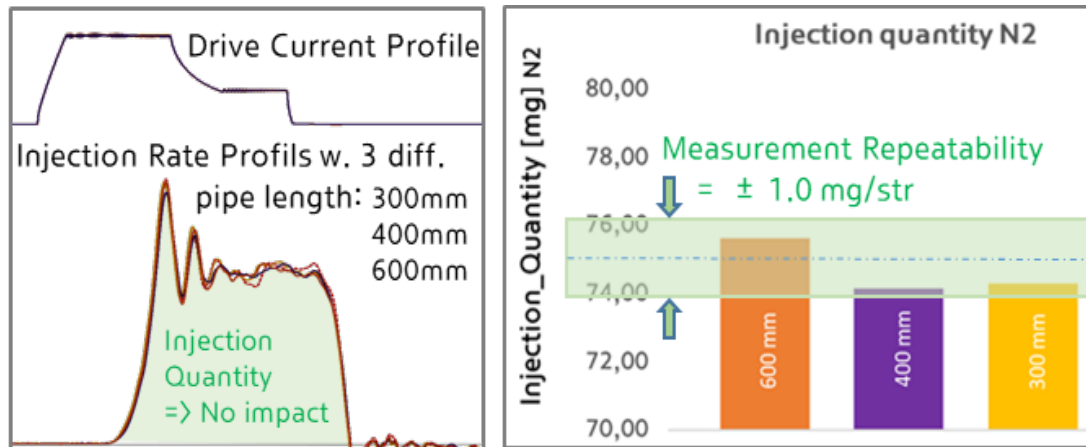 Drive Current Profile
Injection Rate Profils w. 3 diff.
pipe length: 300mm
400mm
600mm
Injection
Quantity
=> No impact
Injection quantity N2
Injection_Quantity [mg] N2
80,00
78,00
76,00
74,00
72,00
70,00
Measurement Repeatability
= ± 1.0 mg/str
600 mm
400 mm
300 mm